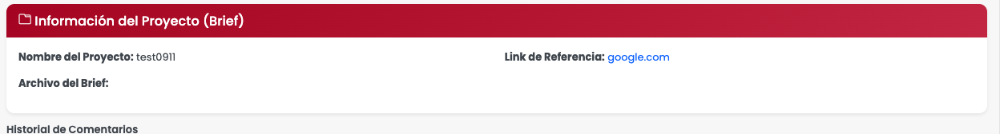 Información del Proyecto (Brief)
Nombre del Proyecto: test0911 Link de Referencia: google.com
Archivo del Brief:
Historial de Comentarios